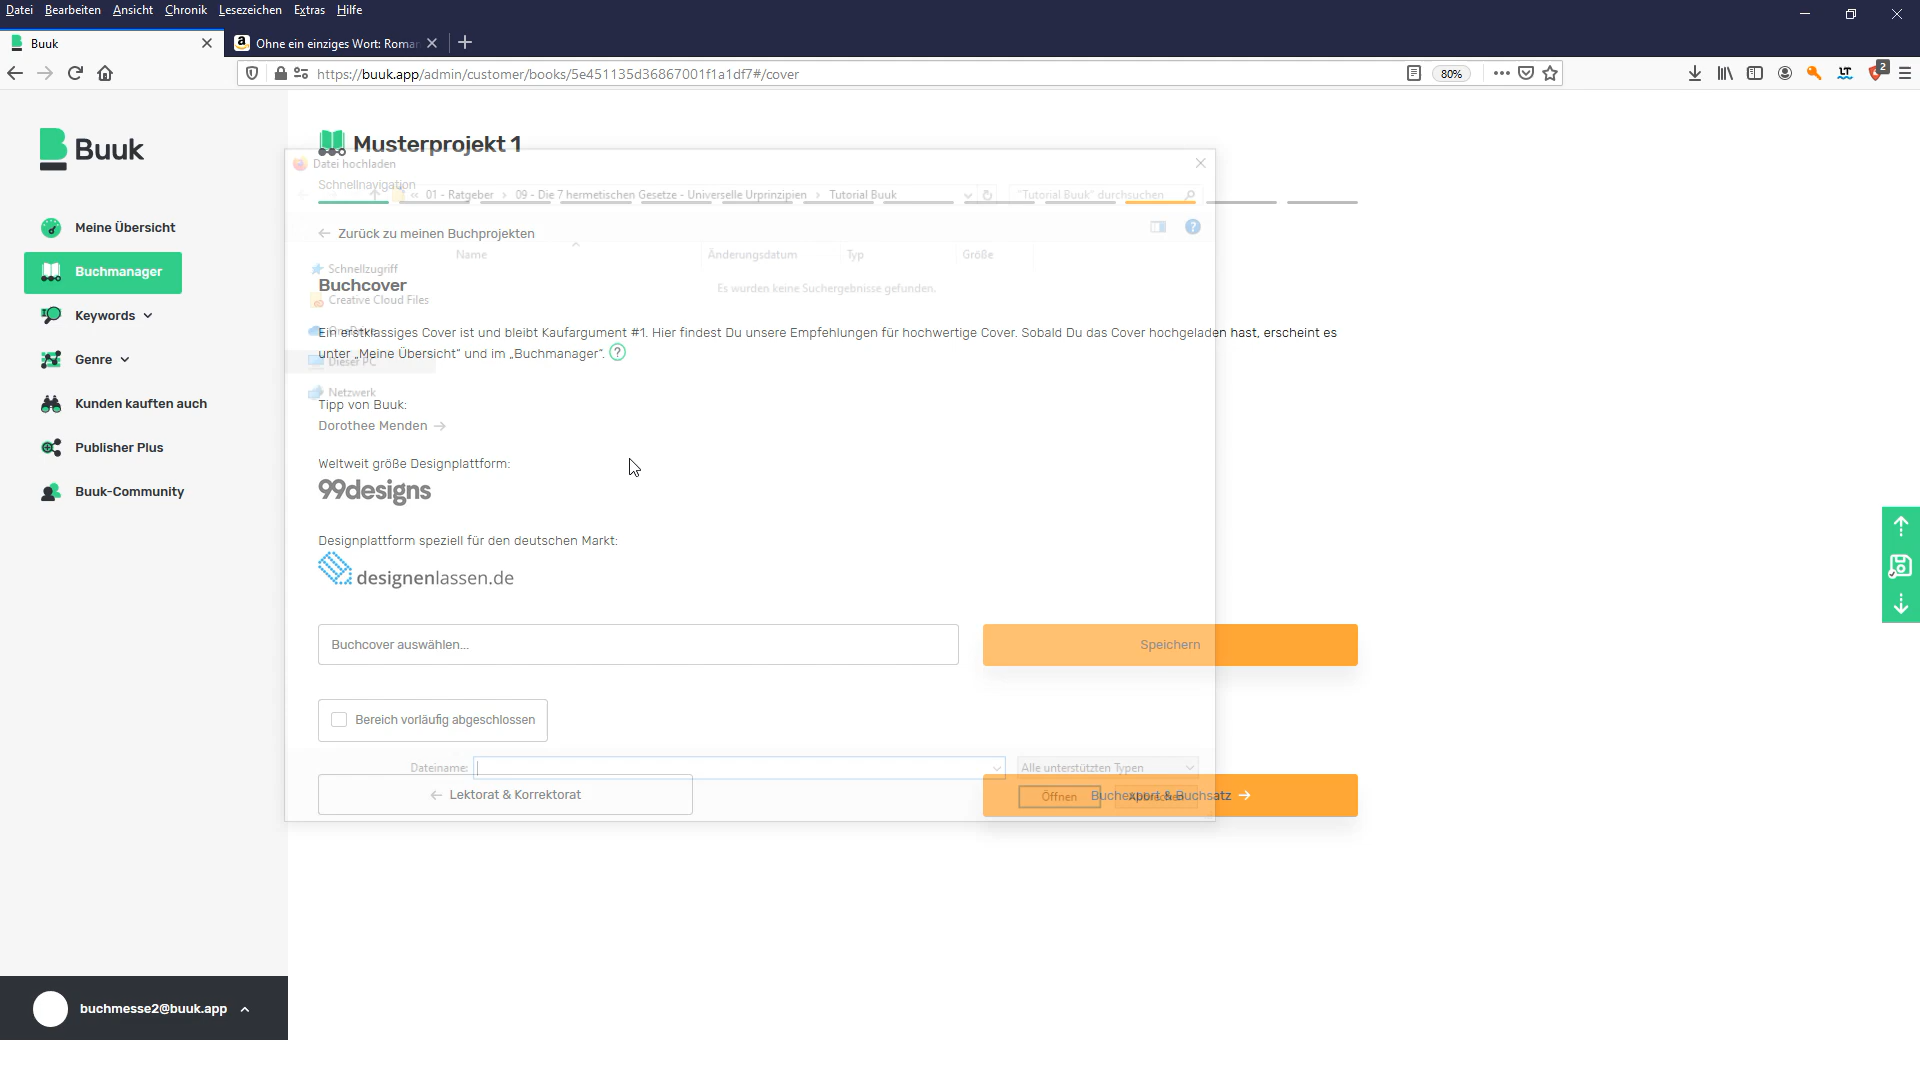 Datei Bearbeiten Ansicht Chronik Lesezeichen Extras Hilfe
Buuk
Ohne ein einziges Wort: Roma
https://buuk.app/admin/customer/books/5e451135d36867001f1a1df7#/cover
80%
2
Buuk
Meine Übersicht
Buchmanager
Keywords
Genre
Kunden kauften auch
Publisher Plus
Buuk-Community
buchmesse2@buuk.app
Musterprojekt 1
Datei hochladen
Schnellnavigation
« 01 - Ratgeber › 09 - Die 7 hermetischen Gesetze - Universelle Urprinzipien › Tutorial Buuk
"Tutorial Buuk" durchsuchen
Zurück zu meinen Buchprojekten
Name Änderungsdatum Typ Größe
Schnellzugriff
Buchcover
Es wurden keine Suchergebnisse gefunden.
Creative Cloud Files
Ein erstklassiges Cover ist und bleibt Kaufargument #1. Hier findest Du unsere Empfehlungen für hochwertige Cover. Sobald Du das Cover hochgeladen hast, erscheint es
unter „Meine Übersicht“ und im „Buchmanager“. ?
Dieser PC
Netzwerk
Tipp von Buuk:
Dorothee Menden
Weltweit größe Designplattform:
99designs
Designplattform speziell für den deutschen Markt:
designenlassen.de
Buchcover auswählen...
Speichern
Bereich vorläufig abgeschlossen
Dateiname:
Alle unterstützten Typen
Lektorat & Korrektorat
Öffnen
Buchexport & Buchsatz